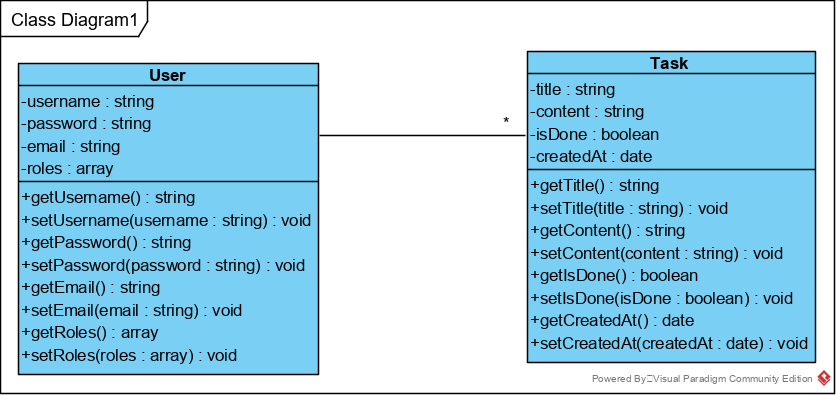 Class Diagram1
User
-username : string
-password : string
-email : string
-roles : array
+getUsername() : string
+setUsername(username : string) : void
+getPassword() : string
+setPassword(password : string) : void
+getEmail() : string
+setEmail(email : string) : void
+getRoles() : array
+setRoles(roles : array) : void
*
Task
-title : string
-content : string
-isDone : boolean
-createdAt : date
+getTitle() : string
+setTitle(title : string) : void
+getContent() : string
+setContent(content : string) : void
+getIsDone() : boolean
+setIsDone(isDone : boolean) : void
+getCreatedAt() : date
+setCreatedAt(createdAt : date) : void
Powered By Visual Paradigm Community Edition